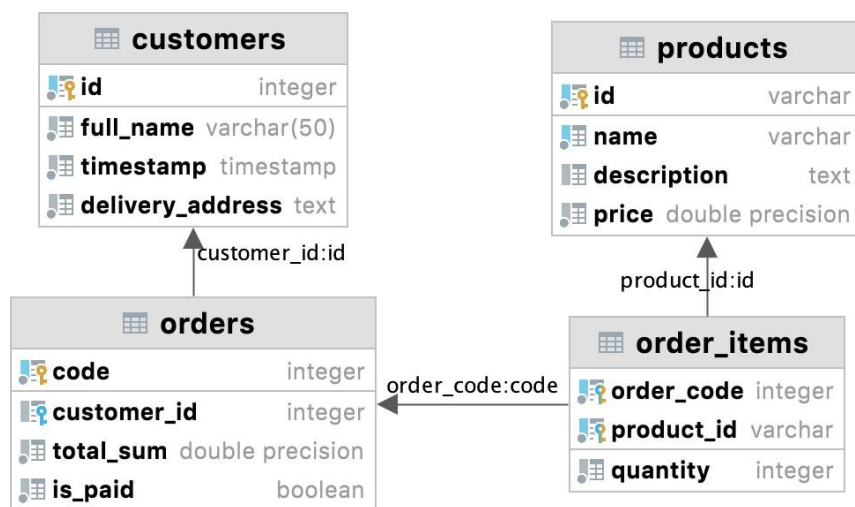 customers
id integer
full_name varchar(50)
timestamp timestamp
delivery_address text
products
id varchar
name varchar
description text
price double precision
customer_id:id
product_id:id
orders
code integer
customer_id integer
total_sum double precision
is_paid boolean
order_code:code
order_items
order_code integer
product_id varchar
quantity integer